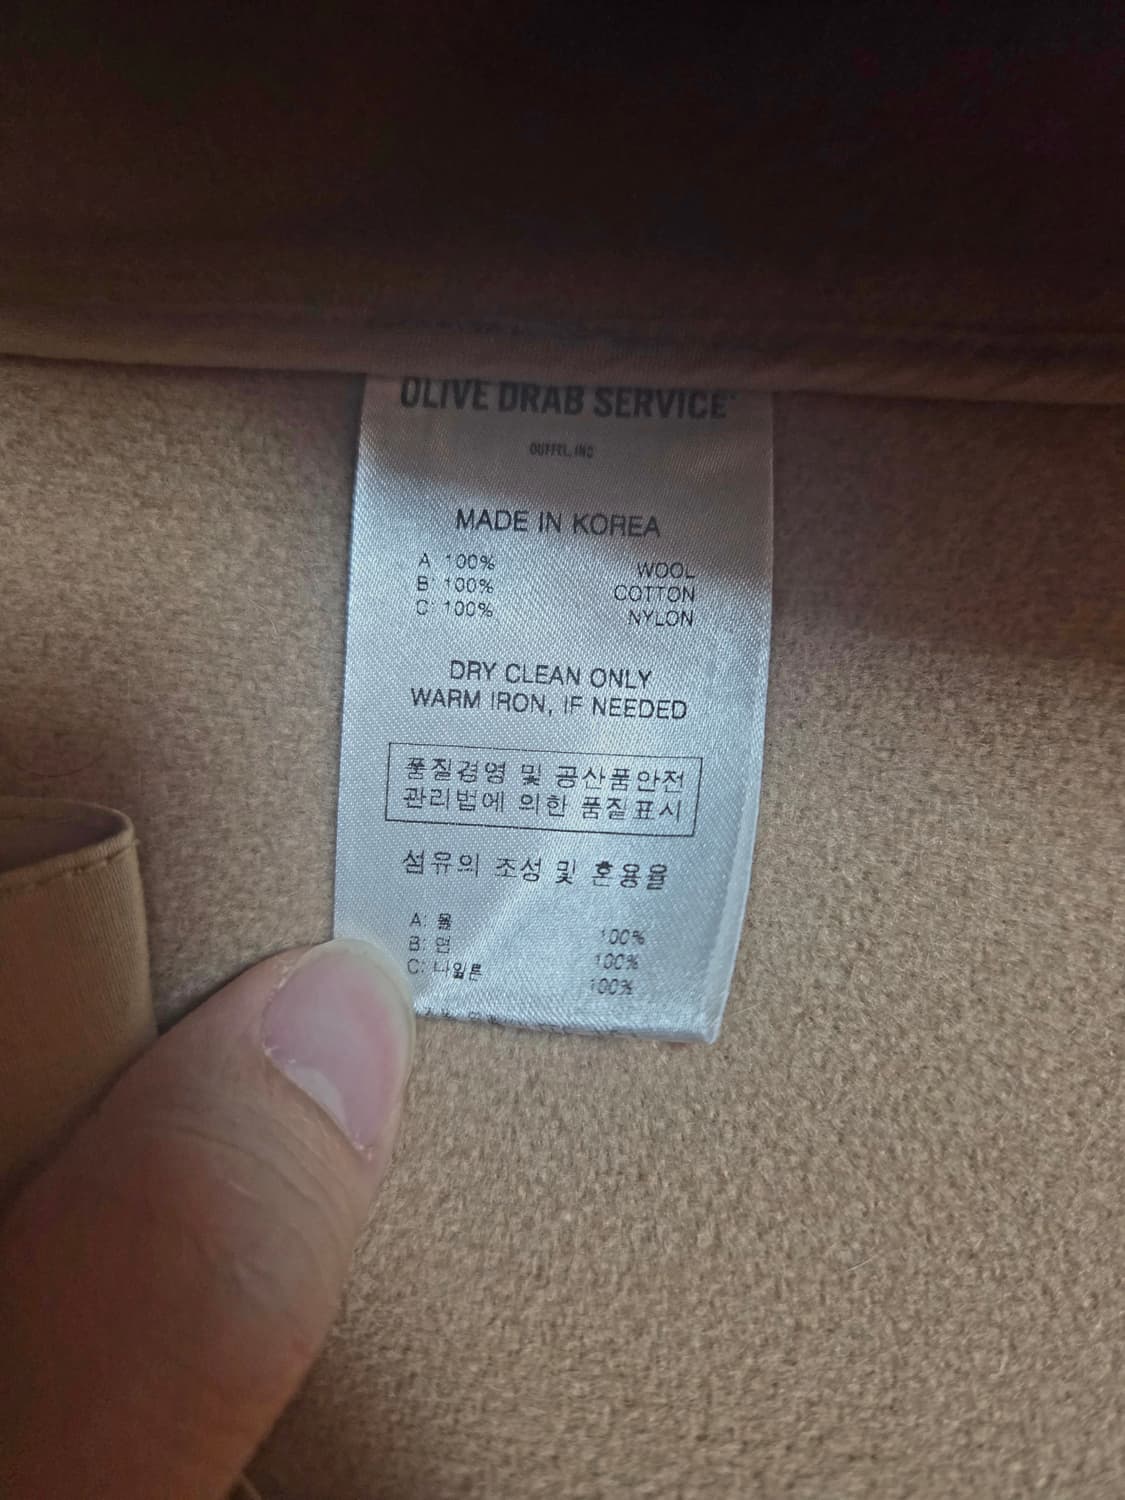 OLIVE DRAB SERVICE
DUFFEL, INC
MADE IN KOREA
A: 100% WOOL
B: 100% COTTON
C: 100% NYLON
DRY CLEAN ONLY
WARM IRON, IF NEEDED
품질경영 및 공산품안전
관리법에 의한 품질표시
섬유의 조성 및 혼용율
A: 울 100%
B: 면 100%
C: 나일론 100%